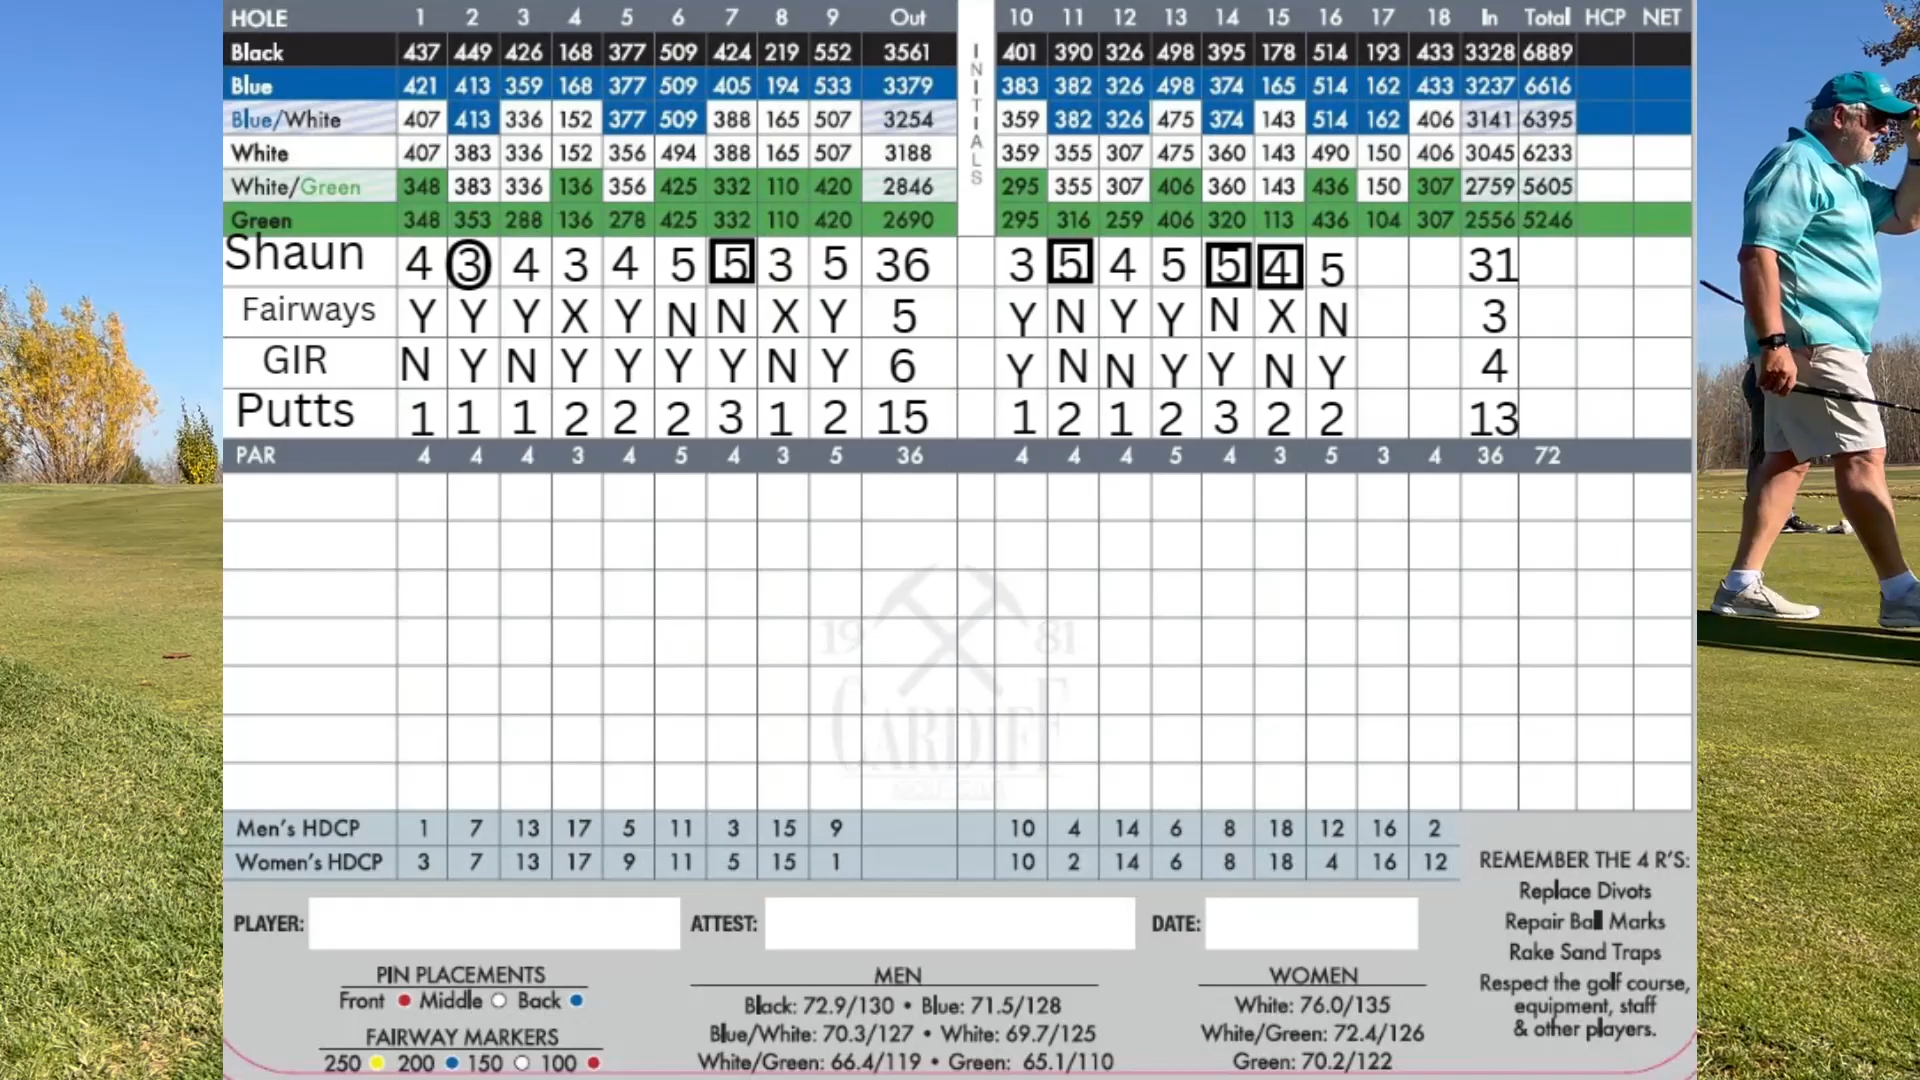 HOLE 1 2 3 4 5 6 7 8 9 Out 10 11 12 13 14 15 16 17 18 In Total HCP NET
Black 437 449 426 168 377 509 424 219 552 3561 401 390 326 498 395 178 514 193 433 3328 6889
Blue 421 413 359 168 377 509 405 194 533 3379 383 382 326 498 374 165 514 162 433 3237 6616
Blue/White 407 413 336 152 377 509 388 165 507 3254 359 382 326 475 374 143 514 162 406 3141 6395
White 407 383 336 152 356 494 388 165 507 3188 359 355 307 475 360 143 490 150 406 3045 6233
White/Green 348 383 336 136 356 425 332 110 420 2846 295 355 307 406 360 143 436 150 307 2759 5605
Green 348 353 288 136 278 425 332 110 420 2690 295 316 259 406 320 113 436 104 307 2556 5246
INITIALS
Shaun 4 3 4 3 4 5 5 3 5 36 3 5 4 5 5 4 5 31
Fairways Y Y Y X Y N N X Y 5 Y N Y Y N X N 3
GIR N Y N Y Y Y Y N Y 6 Y N N Y Y N Y 4
Putts 1 1 1 2 2 2 3 1 2 15 1 2 1 2 3 2 2 13
PAR 4 4 4 3 4 5 4 3 5 36 4 4 4 5 4 3 5 3 4 36 72
1981
CARDIFF
Men's HDCP 1 7 13 17 5 11 3 15 9 10 4 14 6 8 18 12 16 2
Women's HDCP 3 7 13 17 9 11 5 15 1 10 2 14 6 8 18 4 16 12
PLAYER: ATTEST: DATE:
PIN PLACEMENTS
Front Middle Back
FAIRWAY MARKERS
250 200 150 100
MEN
Black: 72.9/130 • Blue: 71.5/128
Blue/White: 70.3/127 • White: 69.7/125
White/Green: 66.4/119 • Green: 65.1/110
WOMEN
White: 76.0/135
White/Green: 72.4/126
Green: 70.2/122
REMEMBER THE 4 R'S:
Replace Divots
Repair Ball Marks
Rake Sand Traps
Respect the golf course,
equipment, staff
& other players.